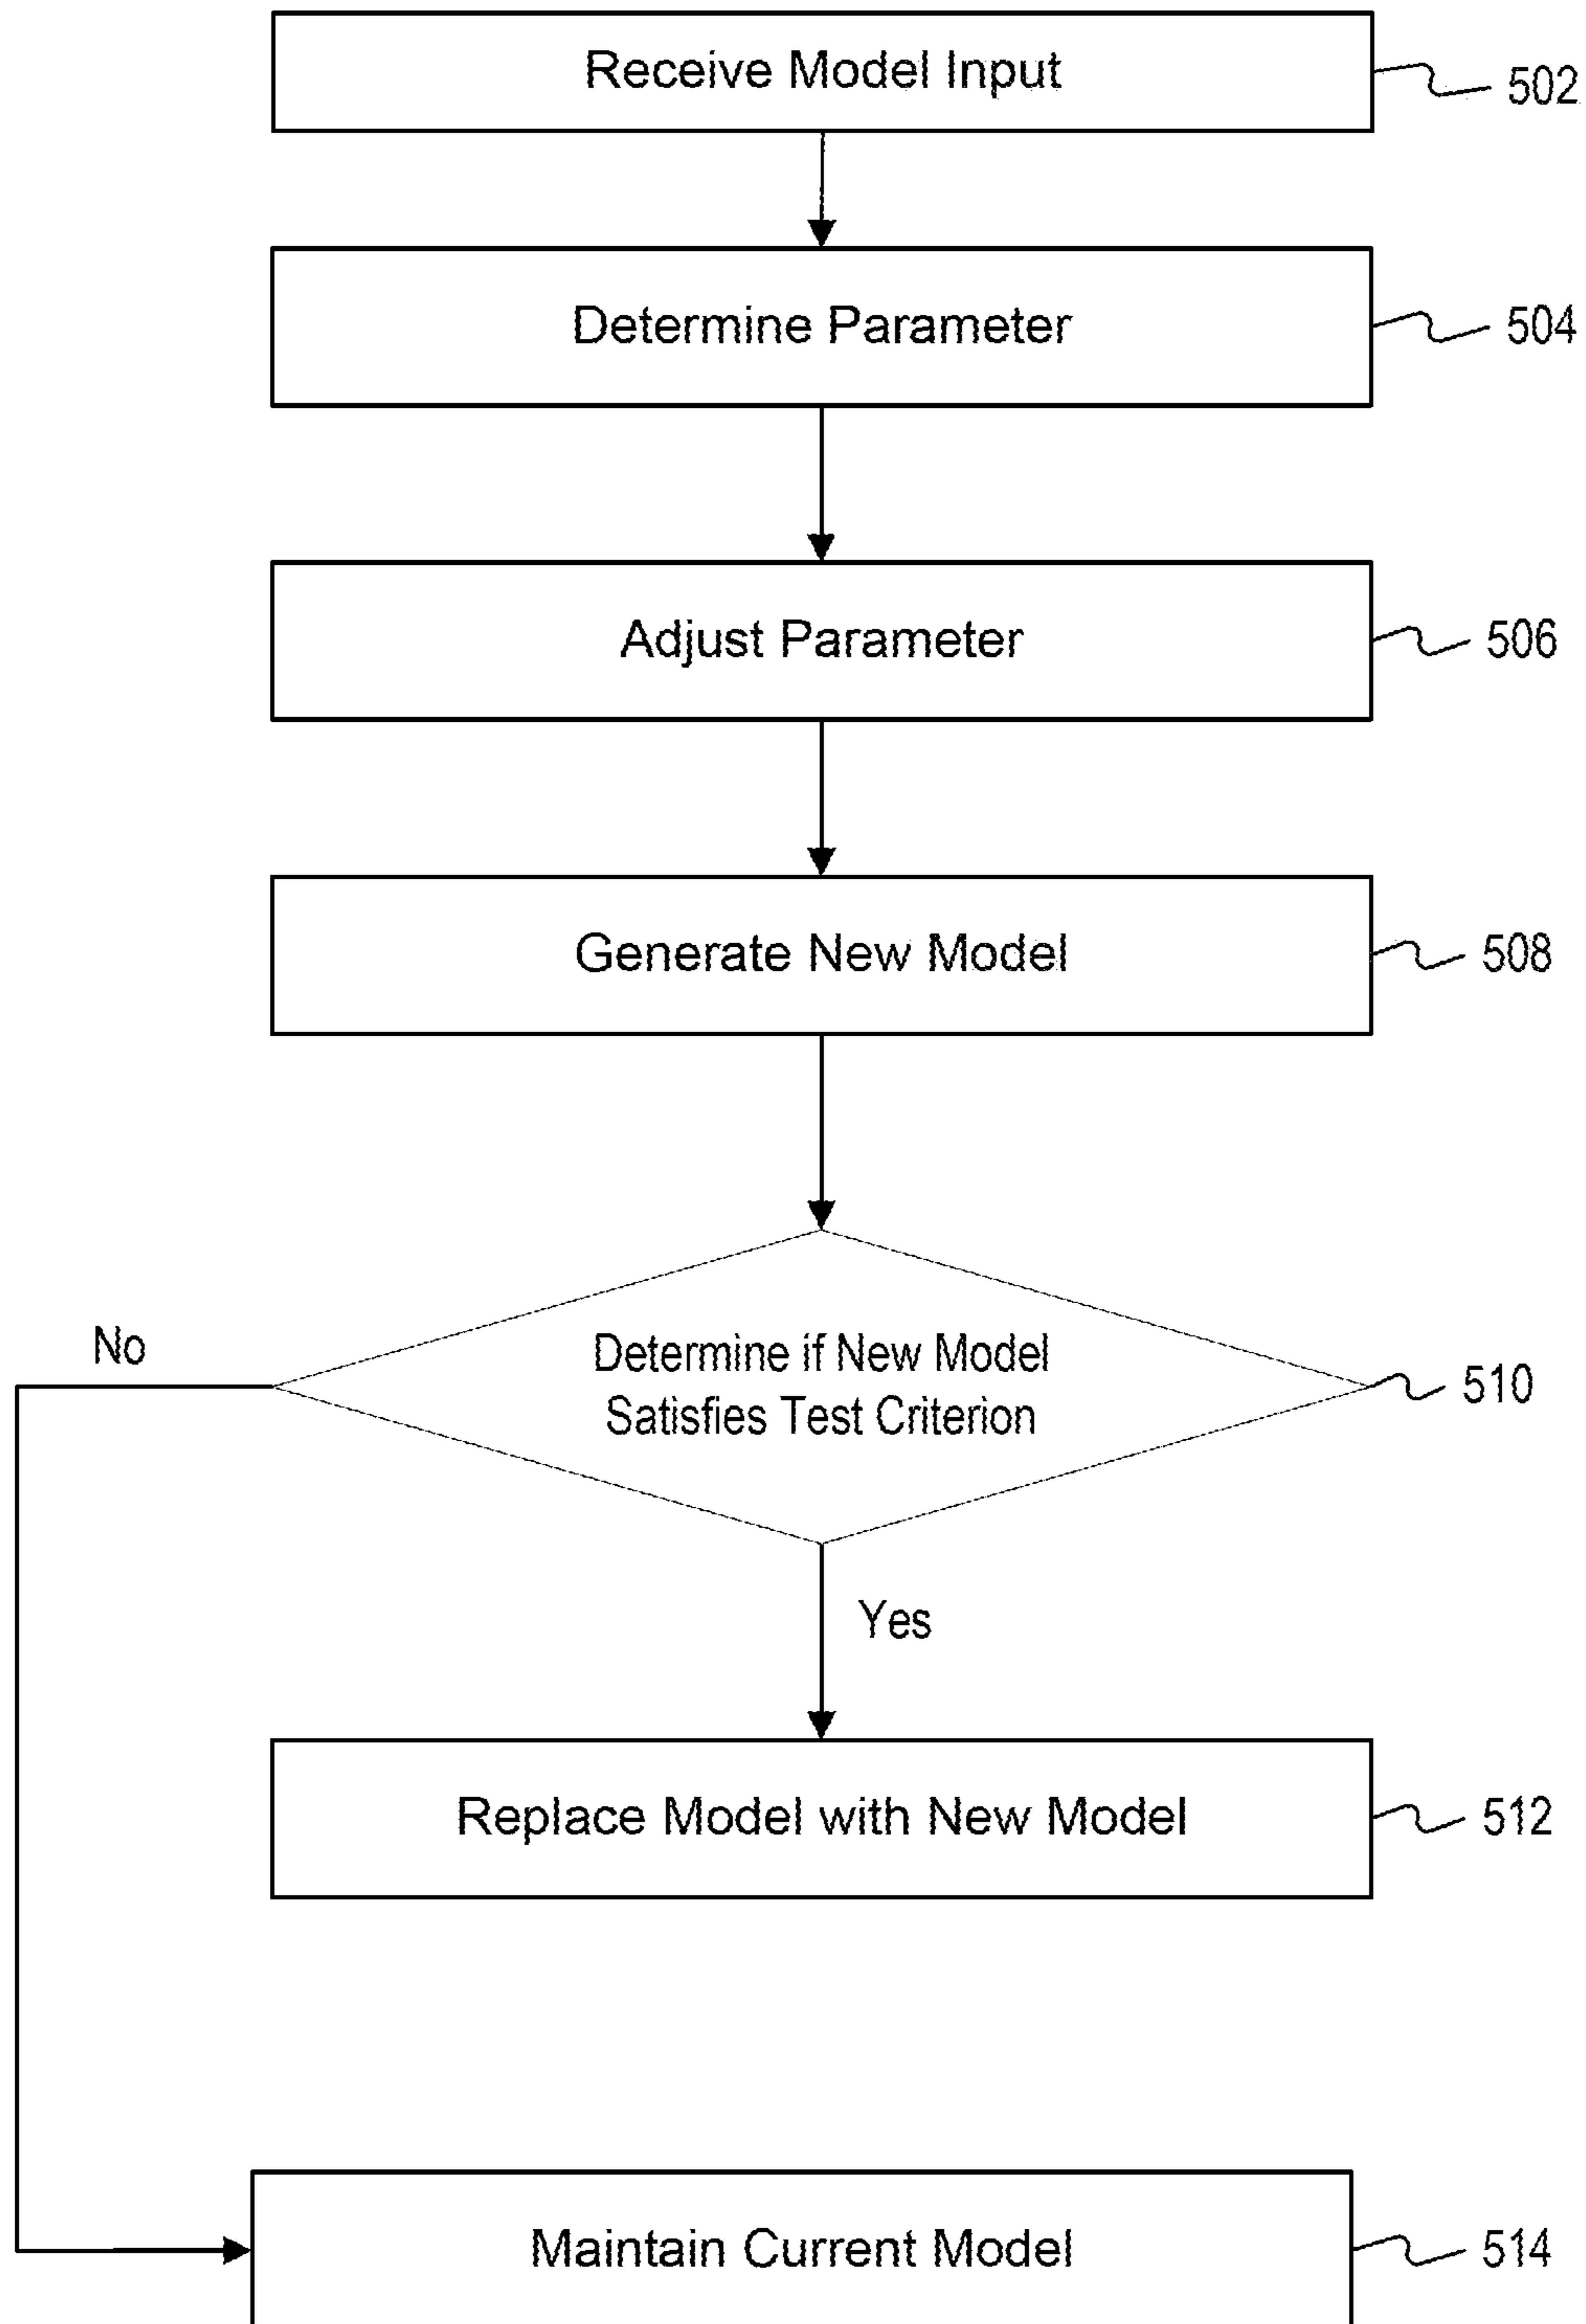 Receive Model Input
502
Determine Parameter
504
Adjust Parameter
506
Generate New Model
508
No
Determine if New Model
Satisfies Test Criterion
510
Yes
Replace Model with New Model
512
Maintain Current Model
514